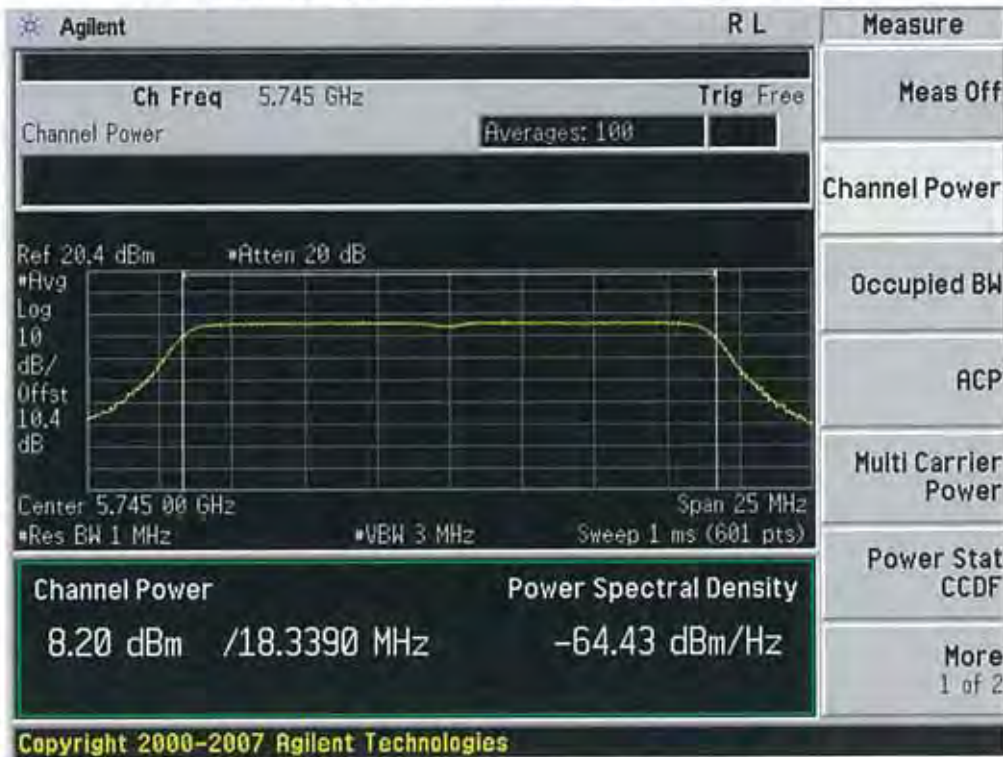 Agilent
R L
Measure
Ch Freq 5.745 GHz
Trig Free
Meas Off
Channel Power
Averages: 100
Channel Power
Ref 20.4 dBm
#Atten 20 dB
#Avg
Log
10
dB/
Offst
10.4
dB
Occupied BW
ACP
Center 5.745 00 GHz
Span 25 MHz
#Res BW 1 MHz
#VBW 3 MHz
Sweep 1 ms (601 pts)
Multi Carrier
Power
Channel Power
Power Spectral Density
8.20 dBm /18.3390 MHz
-64.43 dBm/Hz
Power Stat
CCDF
More
1 of 2
Copyright 2000-2007 Agilent Technologies